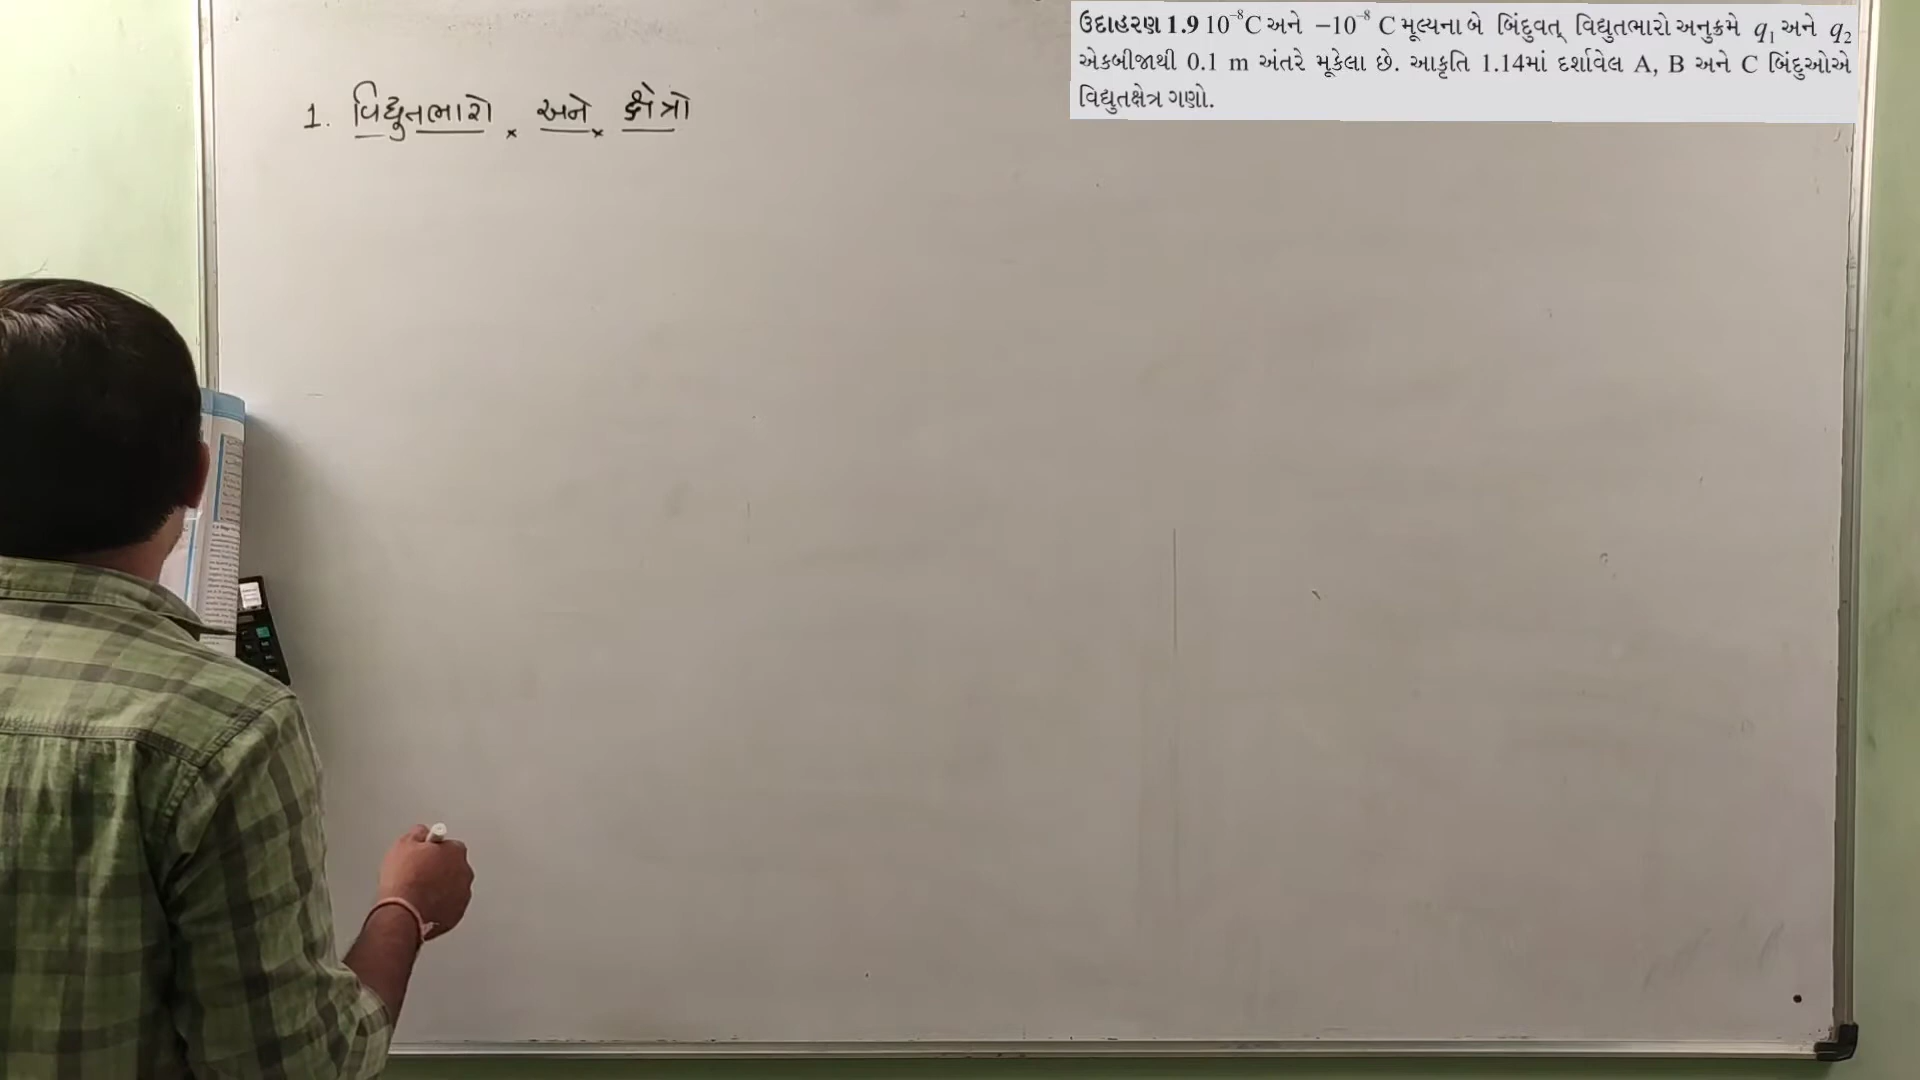 1. વિદ્યુતભારો અને ક્ષેત્રો
ઉદાહરણ 1.9 10⁻⁸C અને −10⁻⁸ C મૂલ્યના બે બિંદુવત્ વિદ્યુતભારો અનુક્રમે q₁ અને q₂
એકબીજાથી 0.1 m અંતરે મૂકેલા છે. આકૃતિ 1.14માં દર્શાવેલ A, B અને C બિંદુઓએ
વિદ્યુતક્ષેત્ર ગણો.